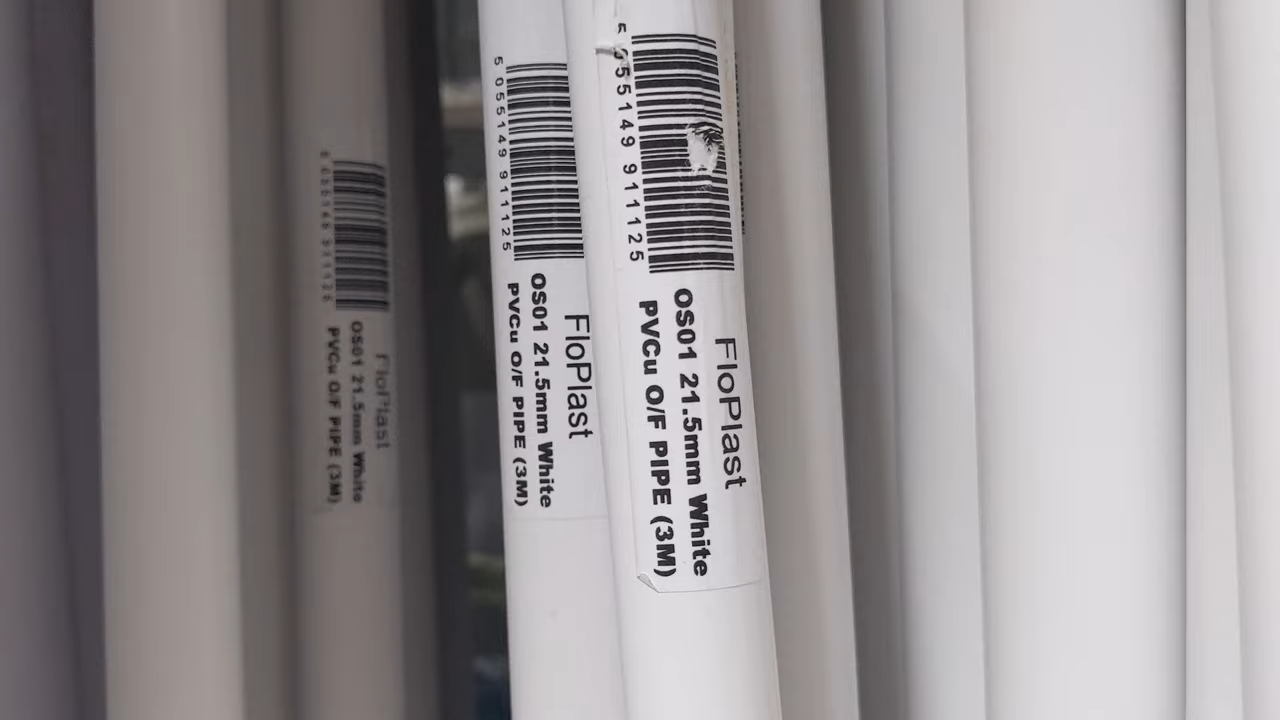 FloPlast
OS01 21.5mm White
PVCu O/F PIPE (3M)
FloPlast
OS01 21.5mm White
PVCu O/F PIPE (3M)
5 055149 911125
FloPlast
OS01 21.5mm White
PVCu O/F PIPE (3M)
5 055149 911125